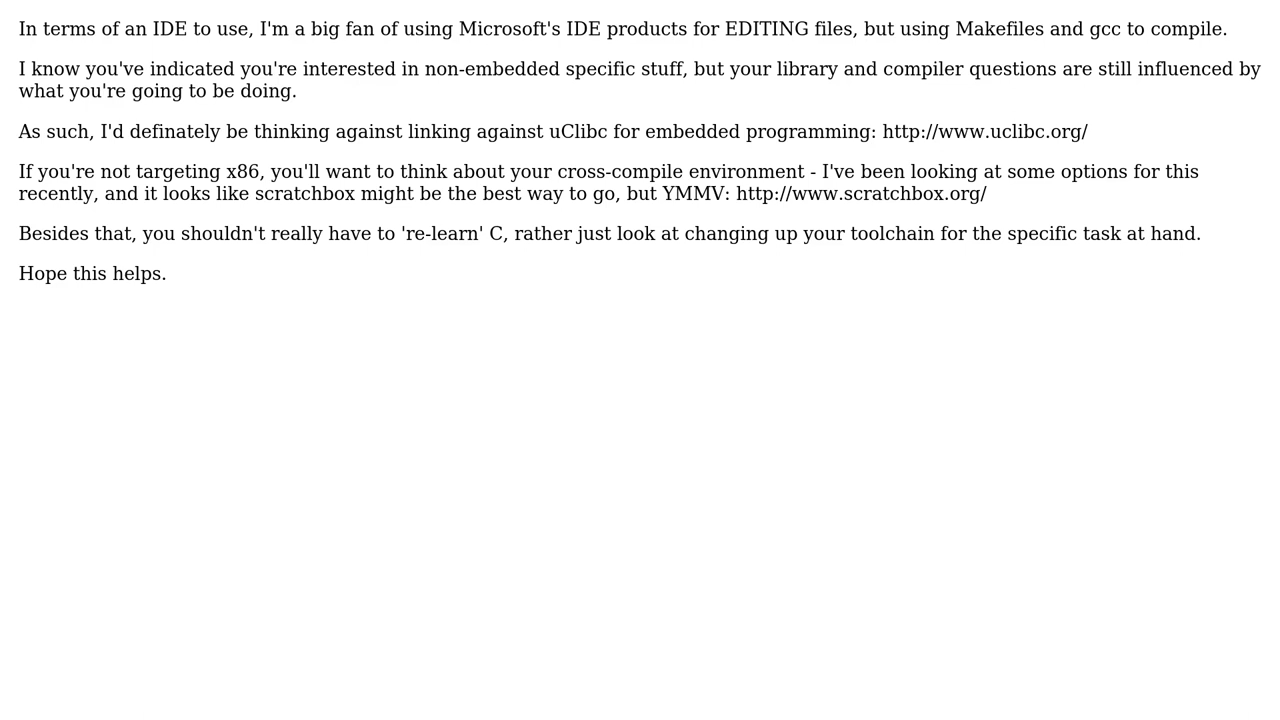 In terms of an IDE to use, I'm a big fan of using Microsoft's IDE products for EDITING files, but using Makefiles and gcc to compile.
I know you've indicated you're interested in non-embedded specific stuff, but your library and compiler questions are still influenced by
what you're going to be doing.
As such, I'd definately be thinking against linking against uClibc for embedded programming: http://www.uclibc.org/
If you're not targeting x86, you'll want to think about your cross-compile environment - I've been looking at some options for this
recently, and it looks like scratchbox might be the best way to go, but YMMV: http://www.scratchbox.org/
Besides that, you shouldn't really have to 're-learn' C, rather just look at changing up your toolchain for the specific task at hand.
Hope this helps.